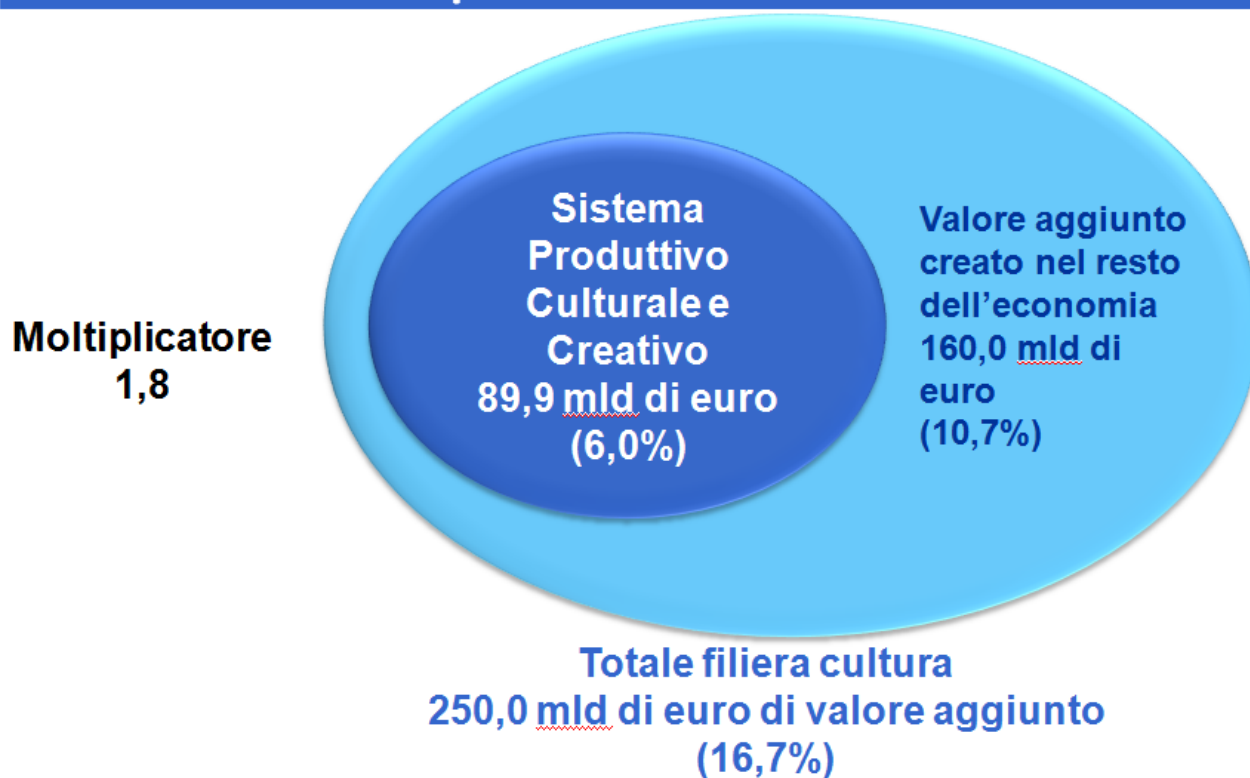 Moltiplicatore
1,8
Sistema
Produttivo
Culturale e
Creativo
89,9 mld di euro
(6,0%)
Valore aggiunto
creato nel resto
dell’economia
160,0 mld di
euro
(10,7%)
Totale filiera cultura
250,0 mld di euro di valore aggiunto
(16,7%)